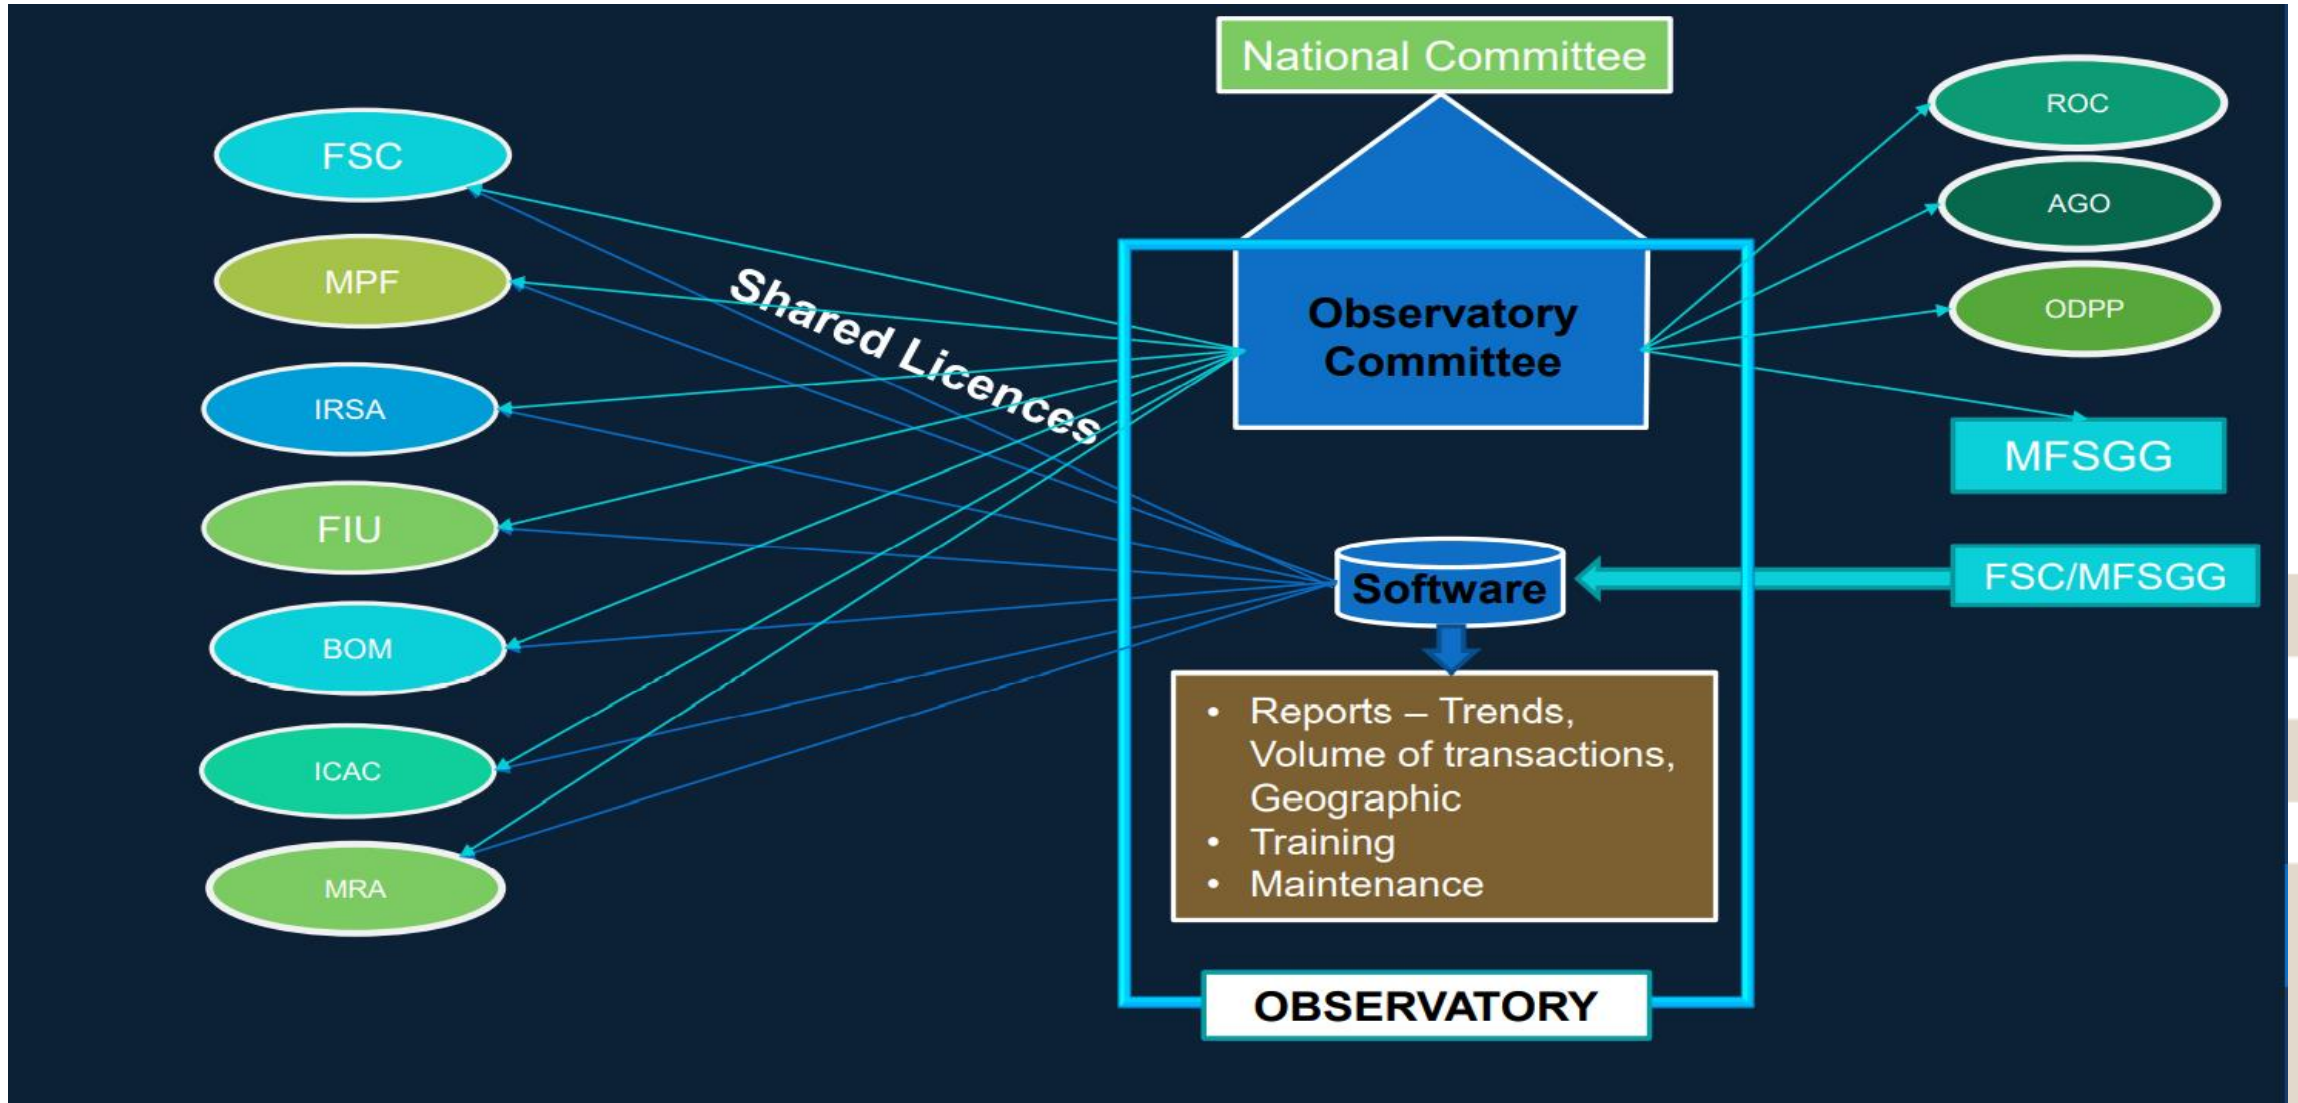 National Committee
FSC
MPF
IRSA
FIU
BOM
ICAC
MRA
Shared Licences
Observatory
Committee
Software
• Reports – Trends,
Volume of transactions,
Geographic
• Training
• Maintenance
OBSERVATORY
ROC
AGO
ODPP
MFSGG
FSC/MFSGG